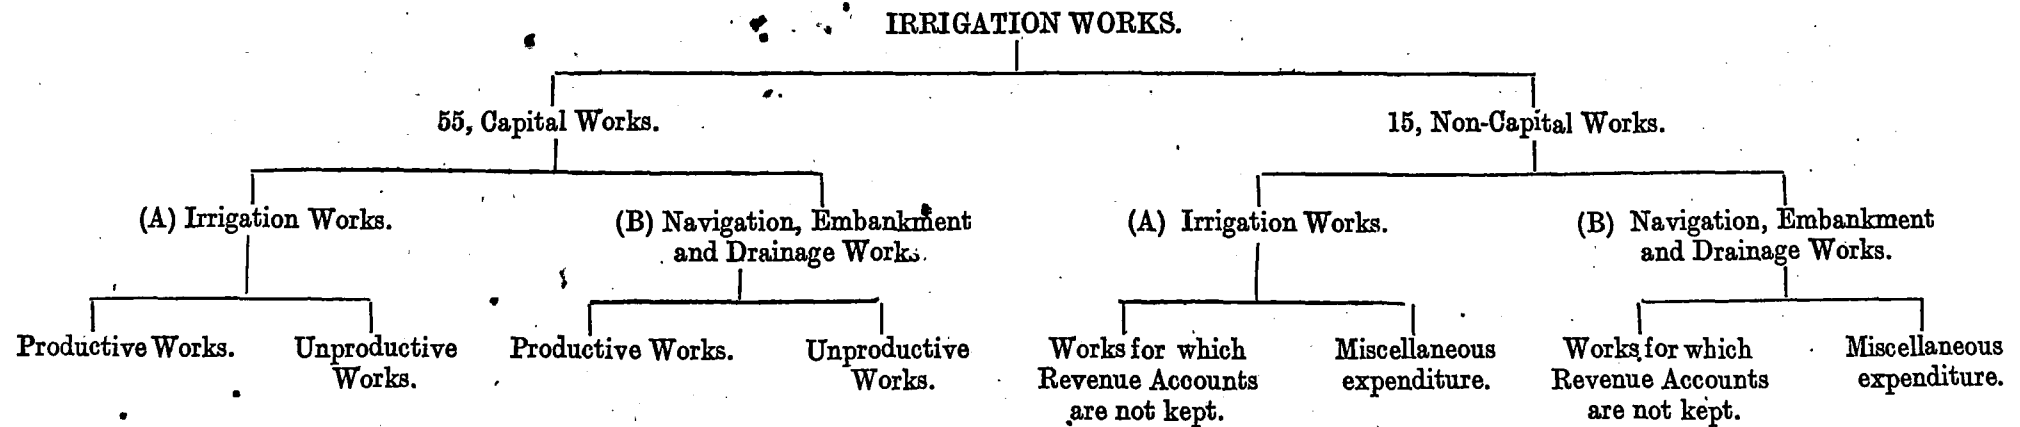 IRRIGATION WORKS.
55, Capital Works.
15, Non-Capital Works.
(A) Irrigation Works.
(B) Navigation, Embankment
and Drainage Works.
(A) Irrigation Works.
(B) Navigation, Embankment
and Drainage Works.
Productive Works.
Unproductive
Works.
Productive Works.
Unproductive
Works.
Works for which
Revenue Accounts
are not kept.
Miscellaneous
expenditure.
Works for which
Revenue Accounts
are not kept.
Miscellaneous
expenditure.